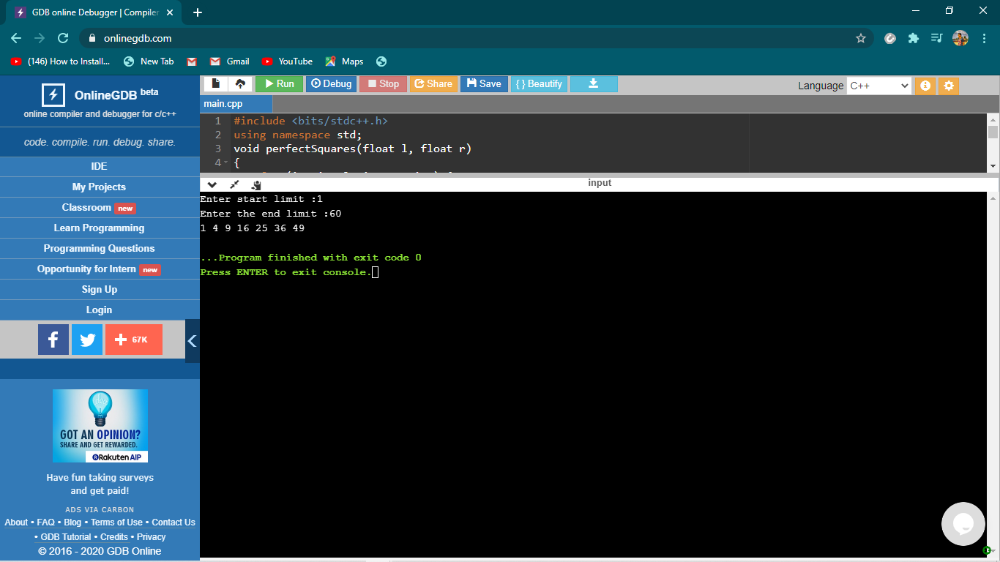 GDB online Debugger | Compiler
onlinegdb.com
(146) How to Install... New Tab Gmail YouTube Maps
OnlineGDB beta
online compiler and debugger for c/c++
code. compile. run. debug. share.
IDE
My Projects
Classroom new
Learn Programming
Programming Questions
Opportunity for Intern new
Sign Up
Login
67K
GOT AN OPINION?
SHARE AND GET REWARDED.
Rakuten AIP
Have fun taking surveys
and get paid!
ADS VIA CARBON
About • FAQ • Blog • Terms of Use • Contact Us
• GDB Tutorial • Credits • Privacy
© 2016 - 2020 GDB Online
Run Debug Stop Share Save { } Beautify Language C++
main.cpp
1 #include <bits/stdc++.h>
2 using namespace std;
3 void perfectSquares(float l, float r)
4 {
input
Enter start limit :1
Enter the end limit :60
1 4 9 16 25 36 49
...Program finished with exit code 0
Press ENTER to exit console.